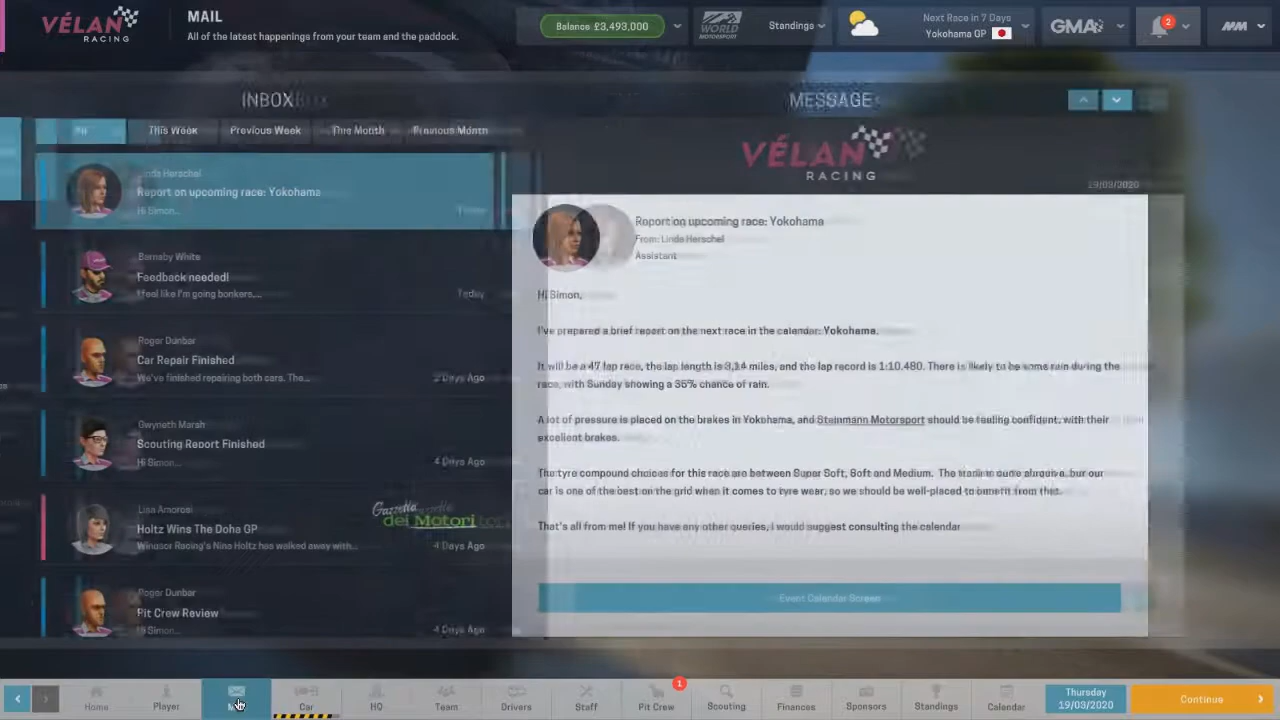 VÉLAN
RACING
MAIL
All of the latest happenings from your team and the paddock.
Balance £3,493,000
WORLD
MOTORSPORT
Standings
Next Race in 7 Days
Yokohama GP
GMA
2
INBOX
All
This Week
Previous Week
This Month
Previous Month
Linda Herschel
Report on upcoming race: Yokohama
Hi Simon...
Today
Barnaby White
Feedback needed!
I feel like I'm going bonkers....
Today
Roger Dunbar
Car Repair Finished
We've finished repairing both cars. The...
Days Ago
Gwyneth Marsh
Scouting Report Finished
Hi Simon...
4 Days Ago
Lisa Amorosi
Holtz Wins The Doha GP
Windsor Racing's Nina Holtz has walked away with...
Gazzetta
dei Motori
4 Days Ago
Roger Dunbar
Pit Crew Review
Hi Simon...
4 Days Ago
MESSAGE
VÉLAN
RACING
19/03/2020
Report on upcoming race: Yokohama
From: Linda Herschel
Assistant
Hi Simon,
I've prepared a brief report on the next race in the calendar: Yokohama.
It will be a 47 lap race, the lap length is 3.14 miles, and the lap record is 1:10.480. There is likely to be some rain during the
race, with Sunday showing a 35% chance of rain.
A lot of pressure is placed on the brakes in Yokohama, and Steinmann Motorsport should be feeling confident, with their
excellent brakes.
The tyre compound choices for this race are between Super Soft, Soft and Medium. The track is quite abrasive, but our
car is one of the best on the grid when it comes to tyre wear, so we should be well-placed to benefit from this.
That's all from me! If you have any other queries, I would suggest consulting the calendar
Event Calendar Screen
Home
Player
Car
HQ
Team
Drivers
Staff
1
Pit Crew
Scouting
Finances
Sponsors
Standings
Calendar
Thursday
19/03/2020
Continue